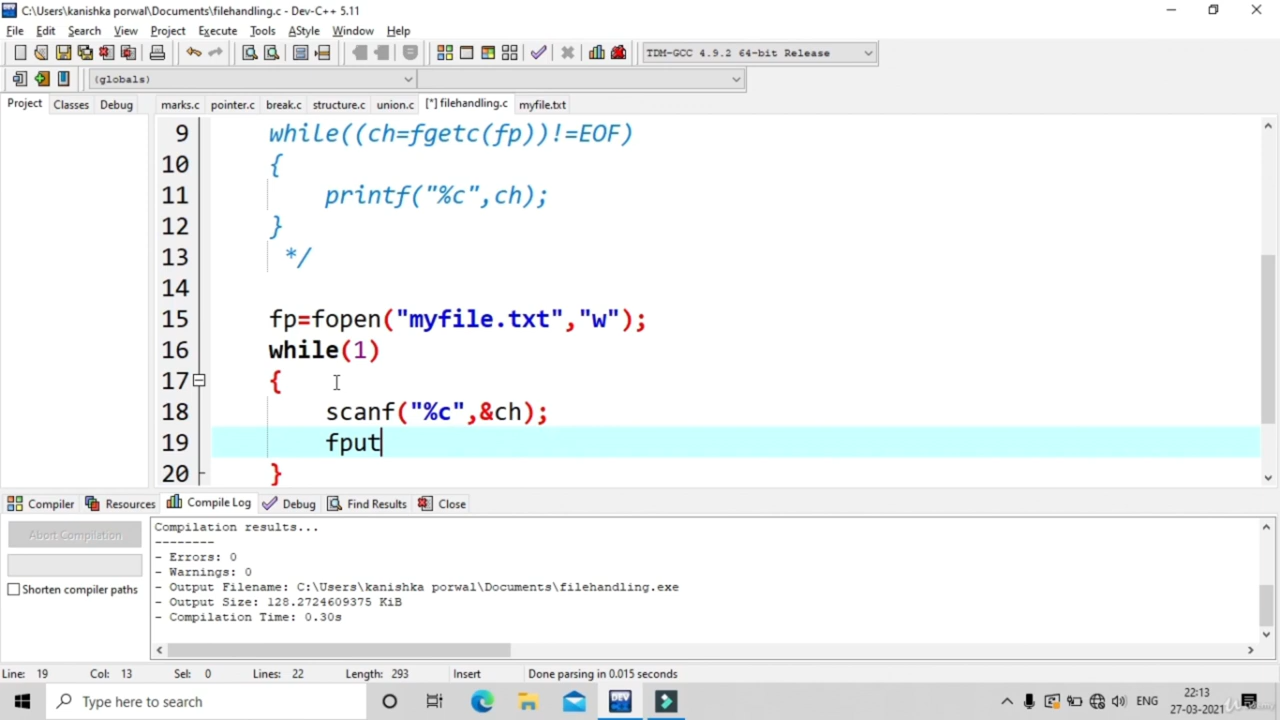 C:\Users\kanishka porwal\Documents\filehandling.c - Dev-C++ 5.11
File Edit Search View Project Execute Tools AStyle Window Help
TDM-GCC 4.9.2 64-bit Release
(globals)
Project Classes Debug marks.c pointer.c break.c structure.c union.c [*] filehandling.c myfile.txt
9 while((ch=fgetc(fp))!=EOF)
10 {
11 printf("%c",ch);
12 }
13 */
14
15 fp=fopen("myfile.txt","w");
16 while(1)
17 {
18 scanf("%c",&ch);
19 fput
20 }
Compiler Resources Compile Log Debug Find Results Close
Abort Compilation
Shorten compiler paths
Compilation results...
--------
- Errors: 0
- Warnings: 0
- Output Filename: C:\Users\kanishka porwal\Documents\filehandling.exe
- Output Size: 128.2724609375 KiB
- Compilation Time: 0.30s
Line: 19 Col: 13 Sel: 0 Lines: 22 Length: 293 Insert Done parsing in 0.015 seconds
Type here to search
DEV
ENG
22:13
27-03-2021